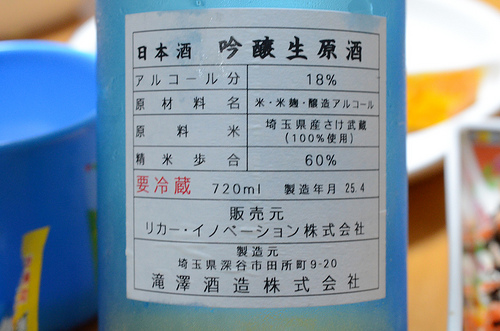 日本酒 吟醸生原酒
アルコール分 18%
原材料名 米・米麹・醸造アルコール
原料米 埼玉県産さけ武蔵
(100%使用)
精米歩合 60%
要冷蔵 720ml 製造年月 25.4
販売元
リカー・イノベーション株式会社
製造元
埼玉県深谷市田所町9-20
滝澤酒造株式会社